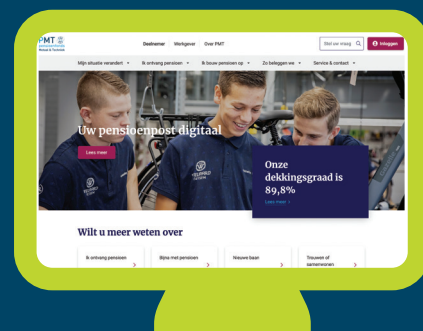 PMT
pensioenfonds
Metaal & Techniek
Deelnemer Werkgever Over PMT
Stel uw vraag
Inloggen
Mijn situatie verandert Ik ontvang pensioen Ik bouw pensioen op Zo beleggen we Service & contact
Uw pensioenpost digitaal
Lees meer
Onze
dekkingsgraad is
89,8%
Lees meer
Wilt u meer weten over
Ik ontvang pensioen
Bijna met pensioen
Nieuwe baan
Trouwen of
samenwonen